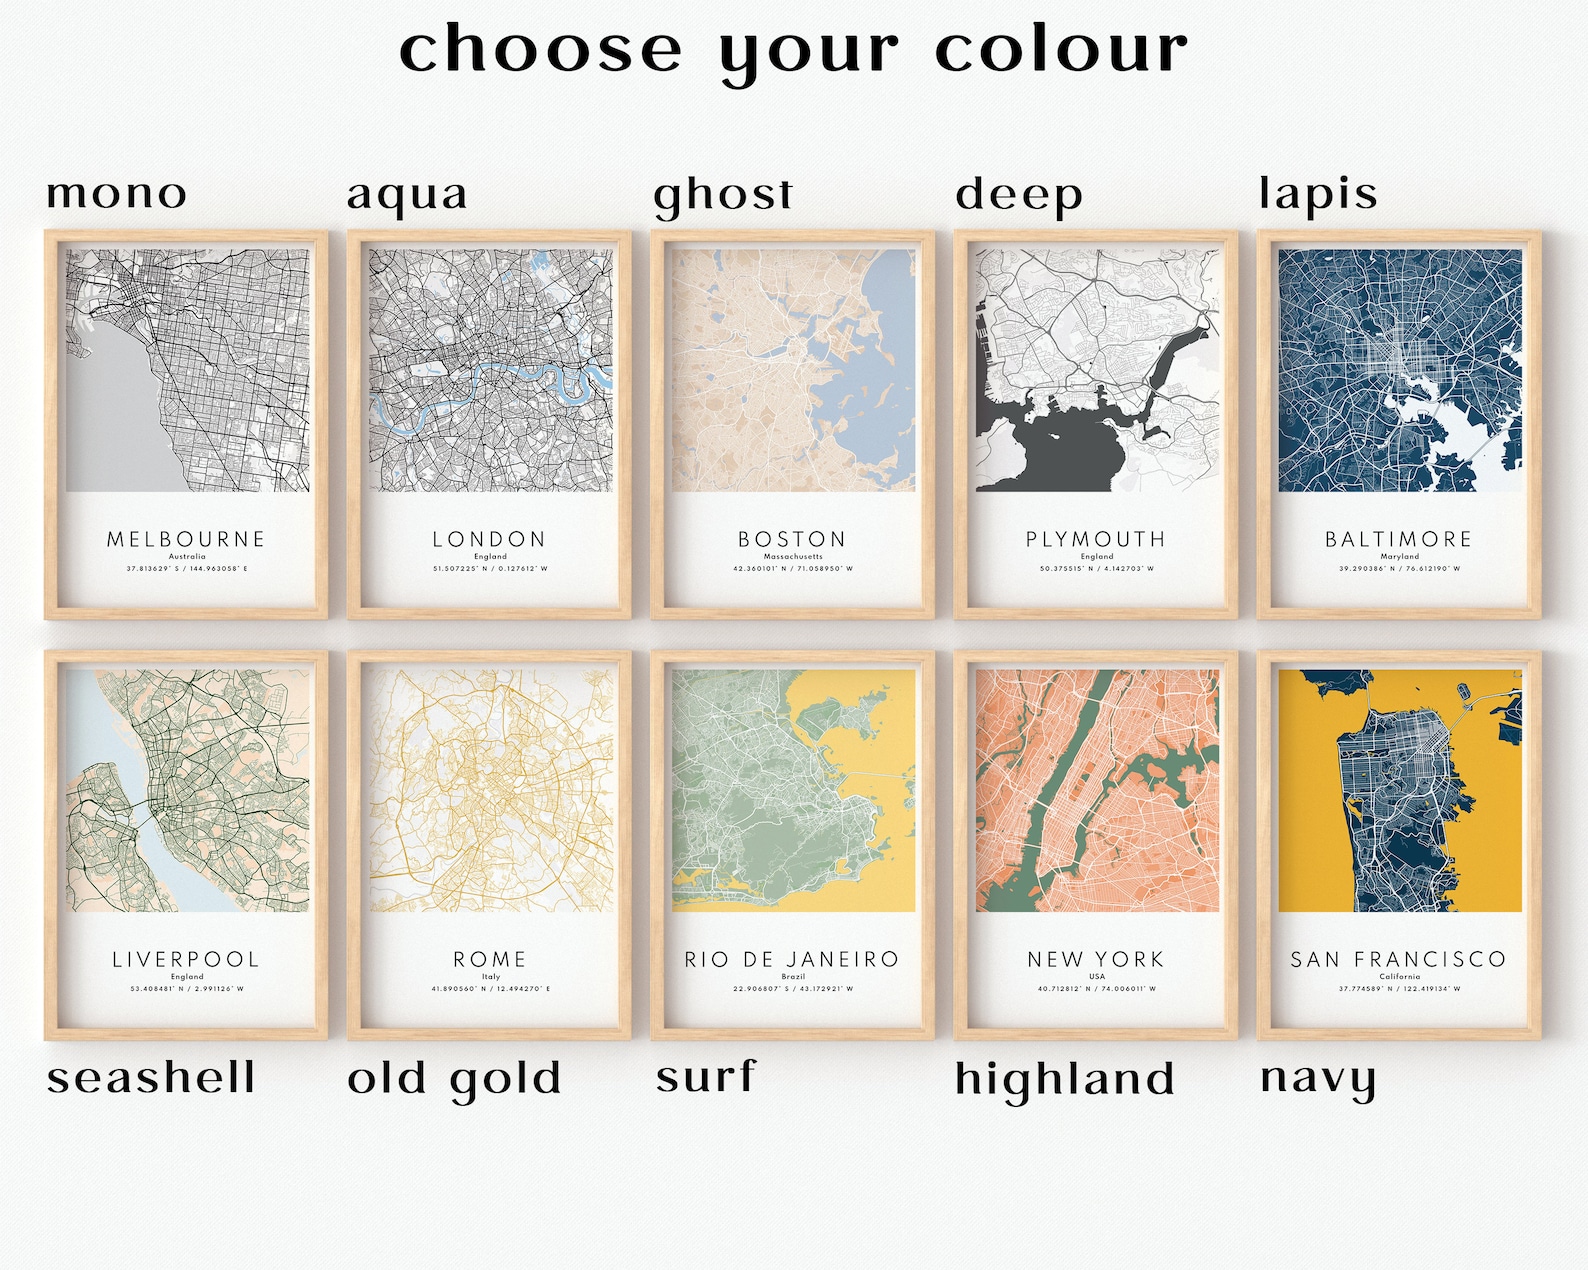 choose your colour
mono
aqua
ghost
deep
lapis
MELBOURNE
Australia
37.813629° S / 144.963058° E
LONDON
England
51.507225° N / 0.127612° W
BOSTON
Massachusetts
42.360101° N / 71.058950° W
PLYMOUTH
England
50.375515° N / 4.142703° W
BALTIMORE
Maryland
39.290386° N / 76.612190° W
LIVERPOOL
England
53.408481° N / 2.991126° W
ROME
Italy
41.890560° N / 12.494270° E
RIO DE JANEIRO
Brazil
22.906807° S / 43.172921° W
NEW YORK
USA
40.712812° N / 74.006011° W
SAN FRANCISCO
California
37.774589° N / 122.419134° W
seashell
old gold
surf
highland
navy